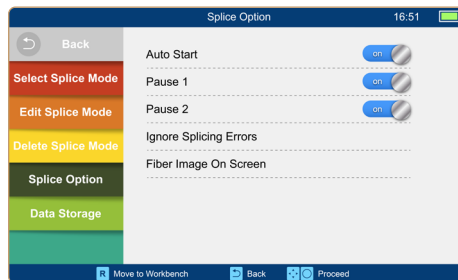 Splice Option
16:51
Back
Select Splice Mode
Edit Splice Mode
Delete Splice Mode
Splice Option
Data Storage
Auto Start
on
Pause 1
on
Pause 2
on
Ignore Splicing Errors
Fiber Image On Screen
R Move to Workbench
Back
Proceed